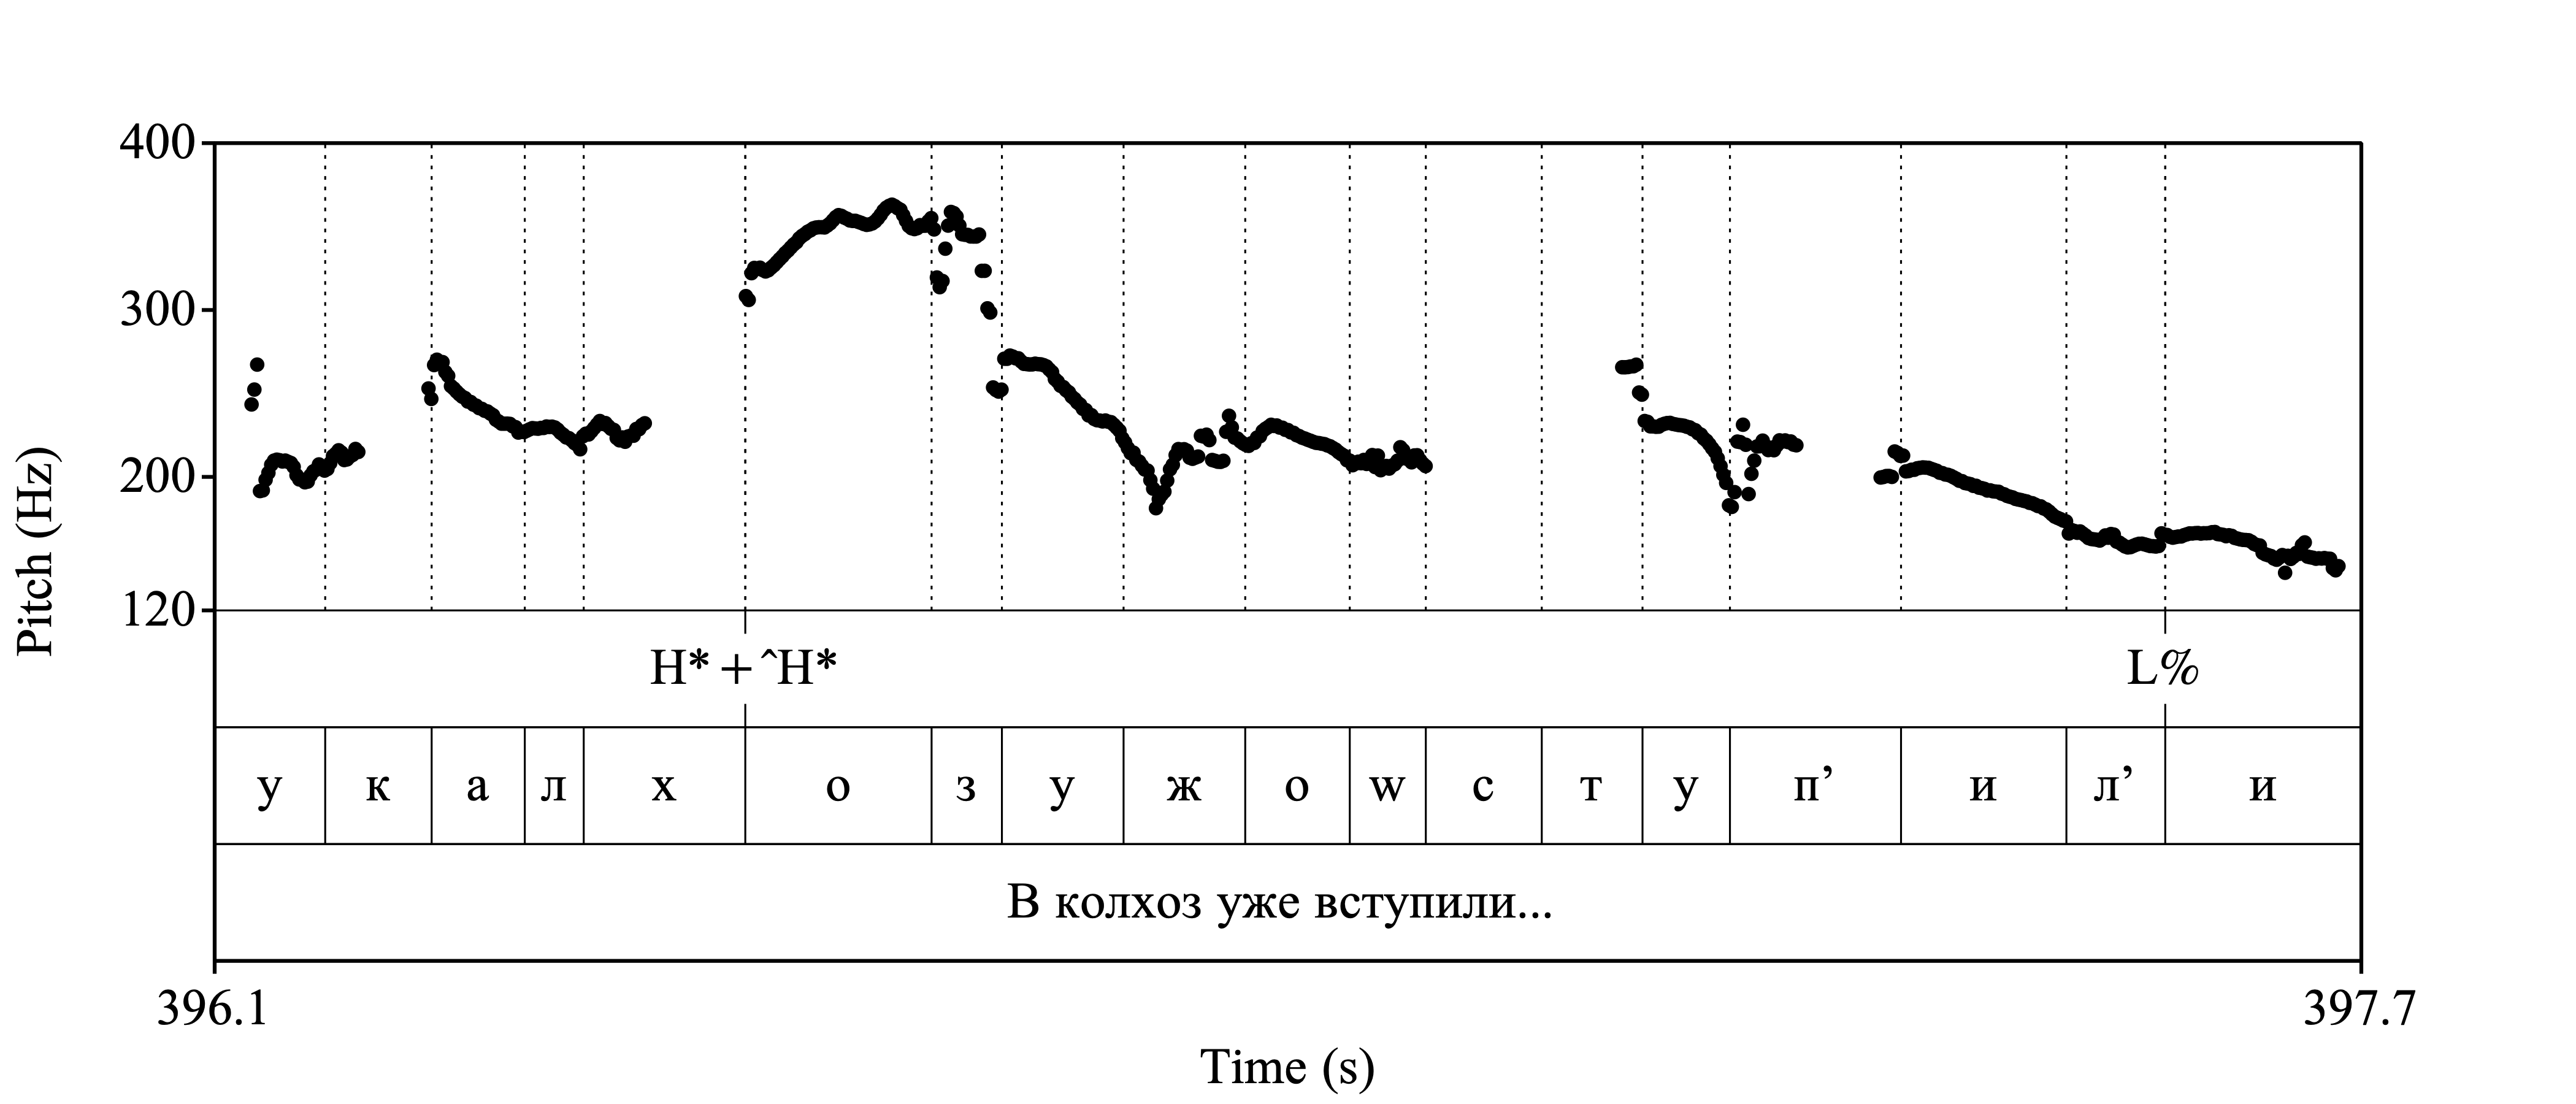 400
300
200
120
Pitch (Hz)
H* + ˆH* L%
у к а л х о з у ж о w с т у п’ и л’ и
В колхоз уже вступили...
396.1 397.7
Time (s)